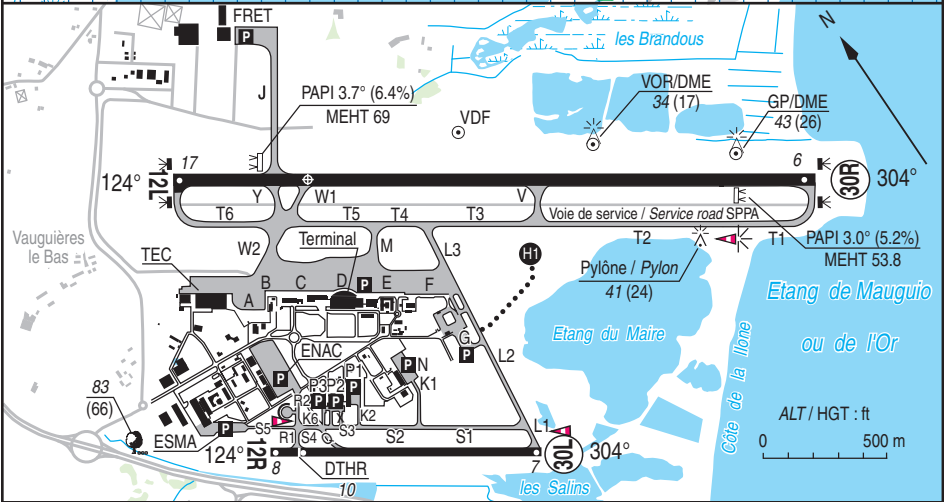 FRET
P
J
les Brandous
N
PAPI 3.7° (6.4%)
MEHT 69
VOR/DME
34 (17)
VDF
GP/DME
43 (26)
17
6
124°
12L
30R
304°
Y
W1
V
T6
T5
T4
T3
Voie de service / Service road SPPA
Vauguières
le Bas
W2
Terminal
M
L3
T2
T1
TEC
H1
PAPI 3.0° (5.2%)
MEHT 53.8
Pylône / Pylon
41 (24)
A
B
C
D
P
E
F
Etang de Mauguio
ou de l'Or
G
P
Etang du Maire
ENAC
L2
P
N
K1
P
P1
P3
P2
P
P
P
R2
K6
X
K2
S3
83
(66)
ESMA
P
S5
R1
S4
S2
S1
L1
Côte de la llone
ALT / HGT : ft
0
500 m
124°
12R
8
DTHR
7
30L
304°
10
les Salins